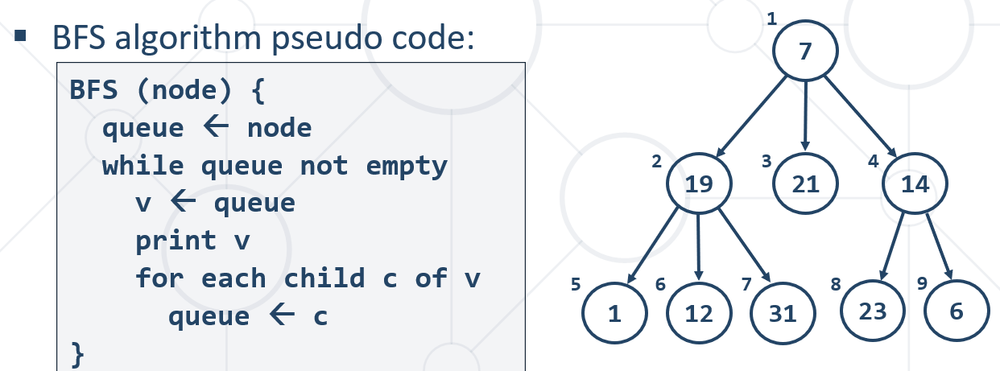 ▪ BFS algorithm pseudo code:
BFS (node) {
queue ← node
while queue not empty
v ← queue
print v
for each child c of v
queue ← c
}
1
7
2
19
3
21
4
14
5
1
6
12
7
31
8
23
9
6